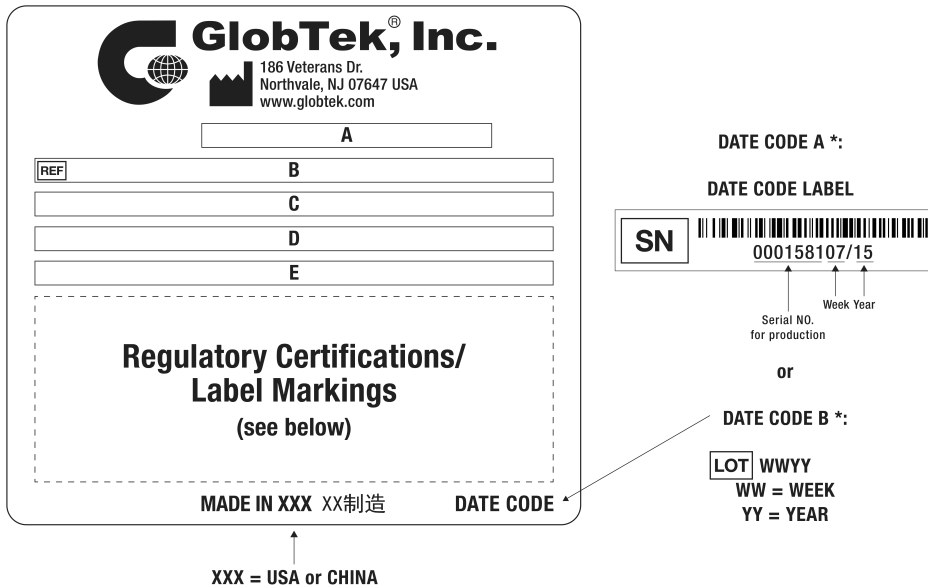 GlobTek,® Inc.
186 Veterans Dr.
Northvale, NJ 07647 USA
www.globtek.com
A
REF B
C
D
E
Regulatory Certifications/
Label Markings
(see below)
MADE IN XXX XX制造 DATE CODE
XXX = USA or CHINA
DATE CODE A *:
DATE CODE LABEL
SN
00015810 7/15
Week Year
Serial NO.
for production
or
DATE CODE B *:
LOT WWYY
WW = WEEK
YY = YEAR